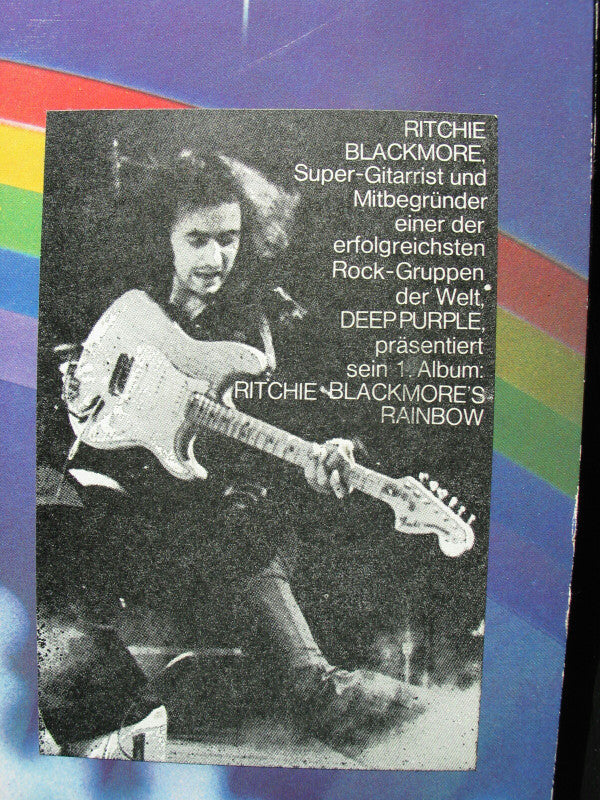 RITCHIE
BLACKMORE,
Super-Gitarrist und
Mitbegründer
einer der
erfolgreichsten
Rock-Gruppen
der Welt,
DEEP PURPLE,
präsentiert
sein 1. Album:
RITCHIE BLACKMORE'S
RAINBOW